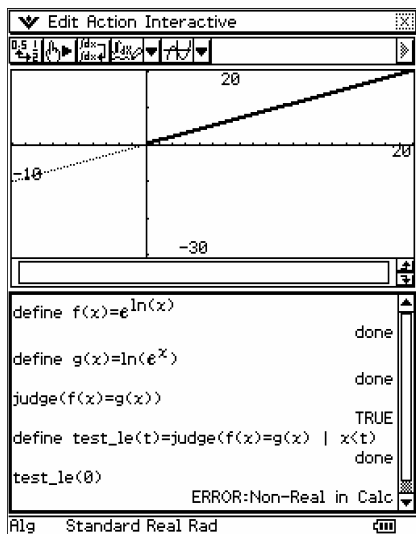 Edit Action Interactive
20
20
-10
-30
define f(x)=e^ln(x)
done
define g(x)=ln(e^x)
done
judge(f(x)=g(x))
TRUE
define test_le(t)=judge(f(x)=g(x) | x<t)
done
test_le(0)
ERROR:Non-Real in Calc
Alg Standard Real Rad